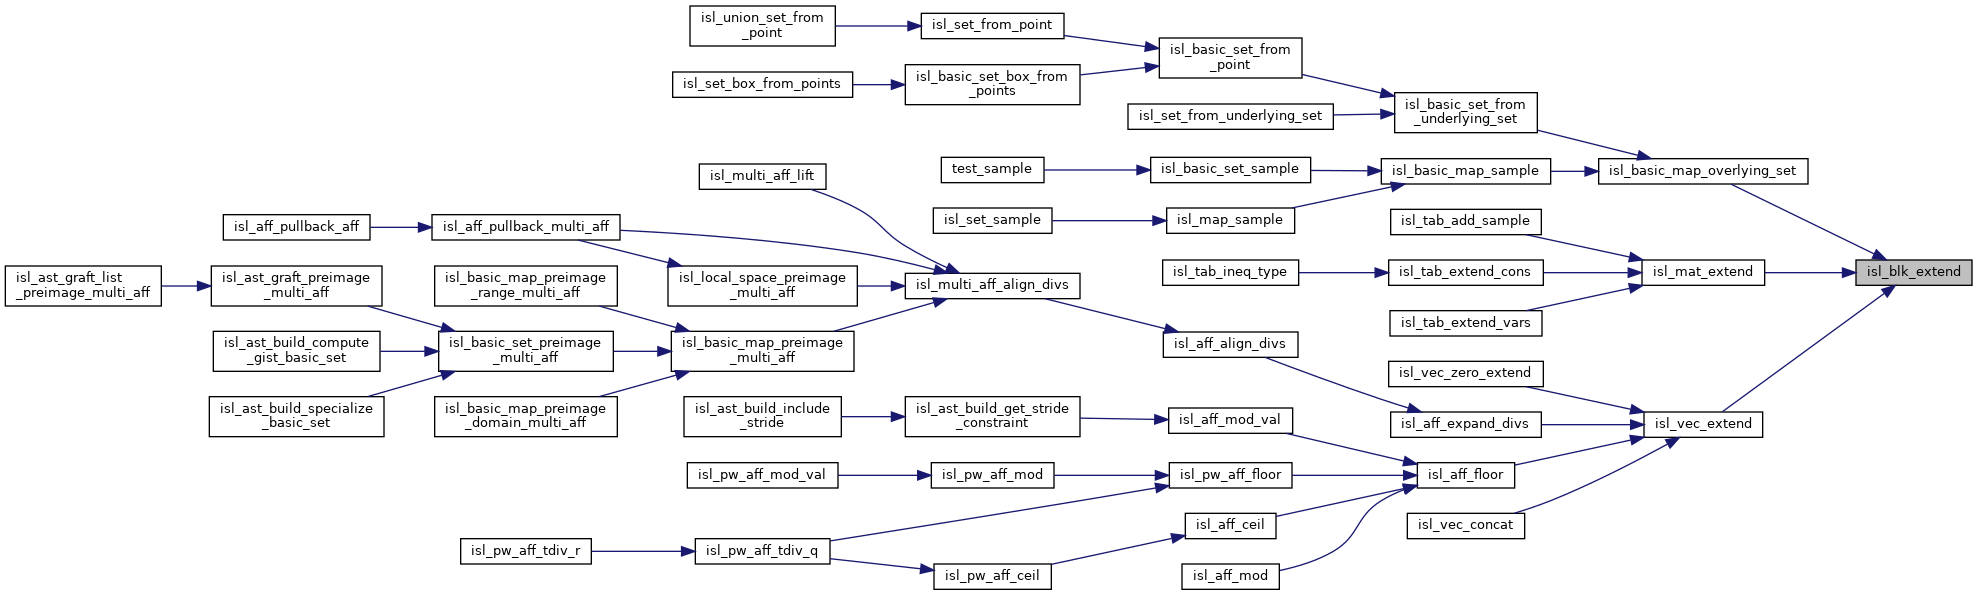 isl_union_set_from
_point
isl_set_from_point
isl_basic_set_from
_point
isl_set_box_from_points
isl_basic_set_box_from
_points
isl_set_from_underlying_set
isl_basic_set_from
_underlying_set
test_sample
isl_basic_set_sample
isl_basic_map_sample
isl_basic_map_overlying_set
isl_multi_aff_lift
isl_set_sample
isl_map_sample
isl_tab_add_sample
isl_aff_pullback_aff
isl_aff_pullback_multi_aff
isl_ast_graft_list
_preimage_multi_aff
isl_ast_graft_preimage
_multi_aff
isl_basic_map_preimage
_range_multi_aff
isl_local_space_preimage
_multi_aff
isl_multi_aff_align_divs
isl_tab_ineq_type
isl_tab_extend_cons
isl_mat_extend
isl_blk_extend
isl_tab_extend_vars
isl_ast_build_compute
_gist_basic_set
isl_basic_set_preimage
_multi_aff
isl_basic_map_preimage
_multi_aff
isl_aff_align_divs
isl_vec_zero_extend
isl_ast_build_specialize
_basic_set
isl_basic_map_preimage
_domain_multi_aff
isl_ast_build_include
_stride
isl_ast_build_get_stride
_constraint
isl_aff_mod_val
isl_aff_expand_divs
isl_vec_extend
isl_pw_aff_mod_val
isl_pw_aff_mod
isl_pw_aff_floor
isl_aff_floor
isl_aff_ceil
isl_vec_concat
isl_pw_aff_tdiv_r
isl_pw_aff_tdiv_q
isl_pw_aff_ceil
isl_aff_mod